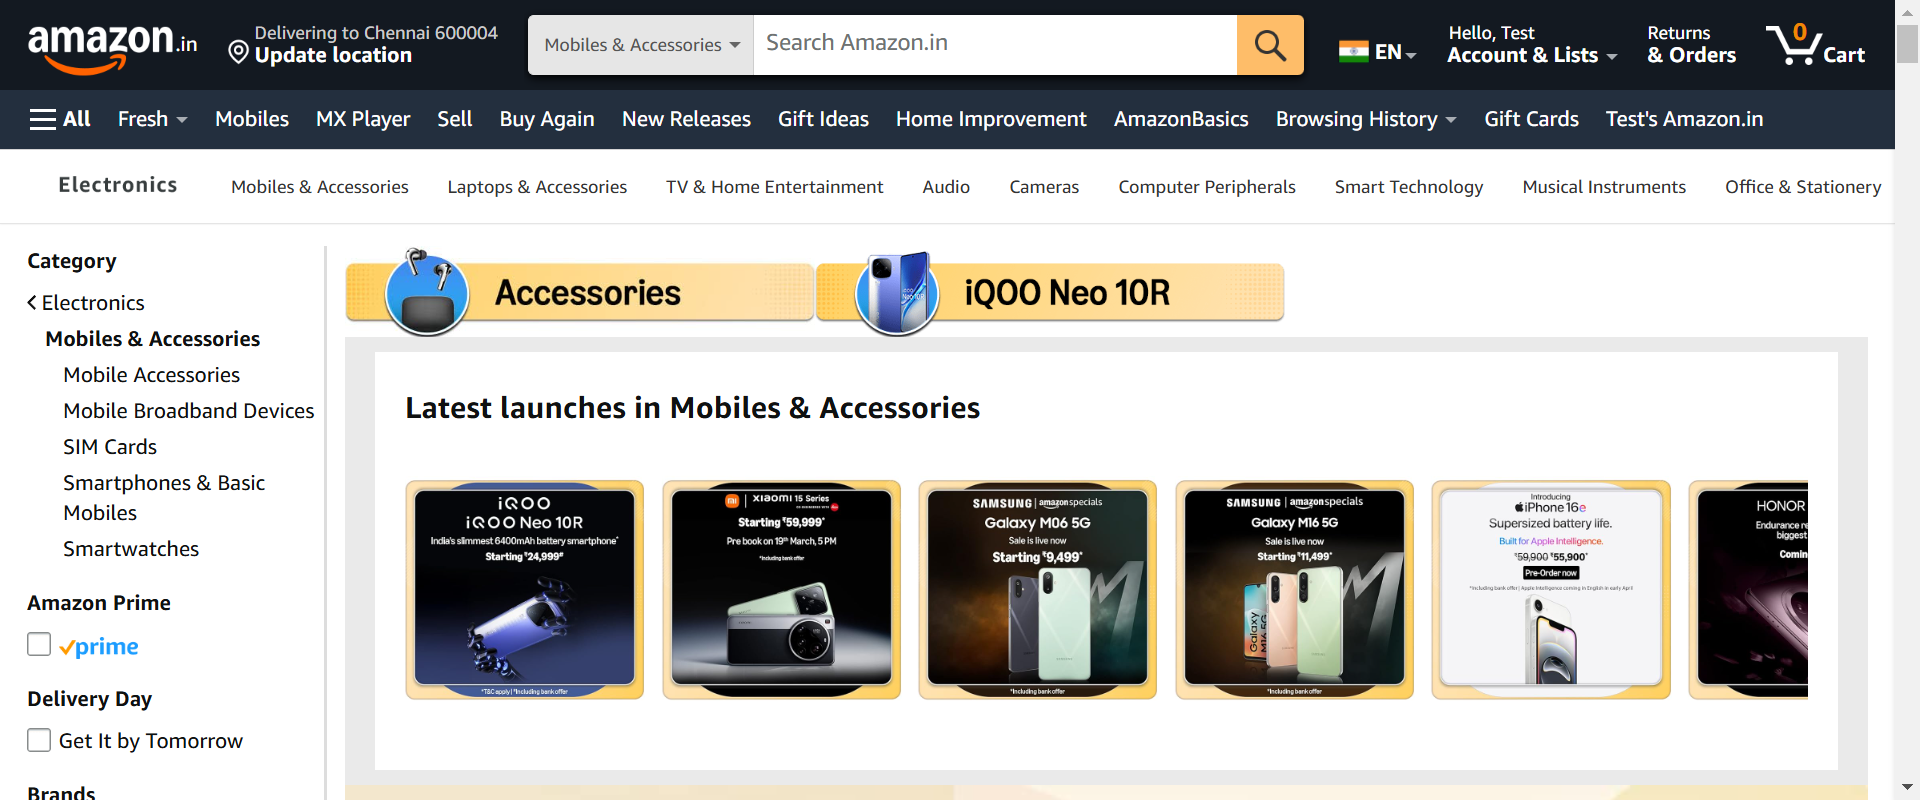 amazon.in
Delivering to Chennai 600004
Update location
Mobiles & Accessories
Search Amazon.in
EN
Hello, Test
Account & Lists
Returns
& Orders
0
Cart
All
Fresh
Mobiles
MX Player
Sell
Buy Again
New Releases
Gift Ideas
Home Improvement
AmazonBasics
Browsing History
Gift Cards
Test's Amazon.in
Electronics
Mobiles & Accessories
Laptops & Accessories
TV & Home Entertainment
Audio
Cameras
Computer Peripherals
Smart Technology
Musical Instruments
Office & Stationery
Category
Electronics
Mobiles & Accessories
Mobile Accessories
Mobile Broadband Devices
SIM Cards
Smartphones & Basic
Mobiles
Smartwatches
Amazon Prime
prime
Delivery Day
Get It by Tomorrow
Brands
Accessories
iQOO Neo 10R
Latest launches in Mobiles & Accessories
iQOO
iQOO Neo 10R
India's slimmest 6400mAh battery smartphone*
Starting ₹24,999#
*T&C apply | #Including bank offer
xiaomi 15 Series
Starting ₹59,999*
Pre book on 19th March, 5 PM
*Including bank offer
SAMSUNG | amazonspecials
Galaxy M06 5G
Sale is live now
Starting ₹9,499*
*Including bank offer
SAMSUNG | amazonspecials
Galaxy M16 5G
Sale is live now
Starting ₹11,499*
Galaxy
M16 5G
*Including bank offer
Introducing
iPhone 16e
Supersized battery life.
Built for Apple Intelligence.
₹59,900 ₹55,900*
Pre-Order now
*Including bank offer | Apple Intelligence coming in English in early April
HONOR
Endurance re
biggest
Comin